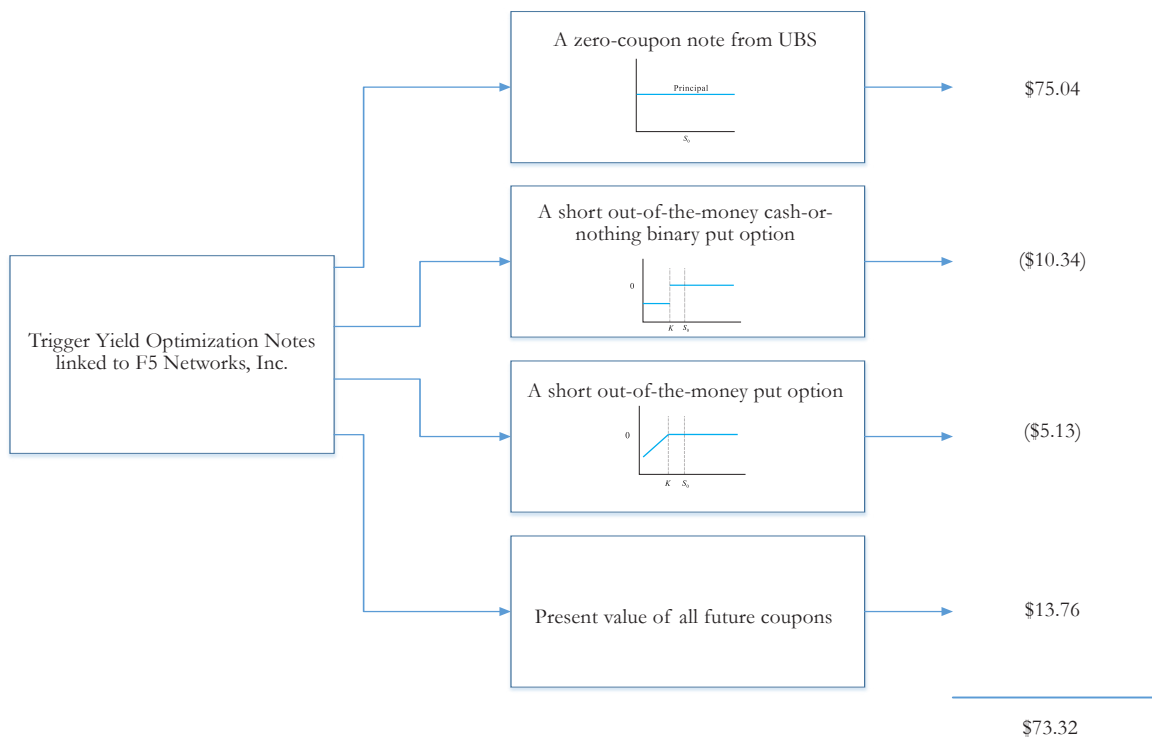 A zero-coupon note from UBS
Principal
S₀
$75.04
A short out-of-the-money cash-or-
nothing binary put option
0
K S₀
($10.34)
Trigger Yield Optimization Notes
linked to F5 Networks, Inc.
A short out-of-the-money put option
0
K S₀
($5.13)
Present value of all future coupons
$13.76
$73.32